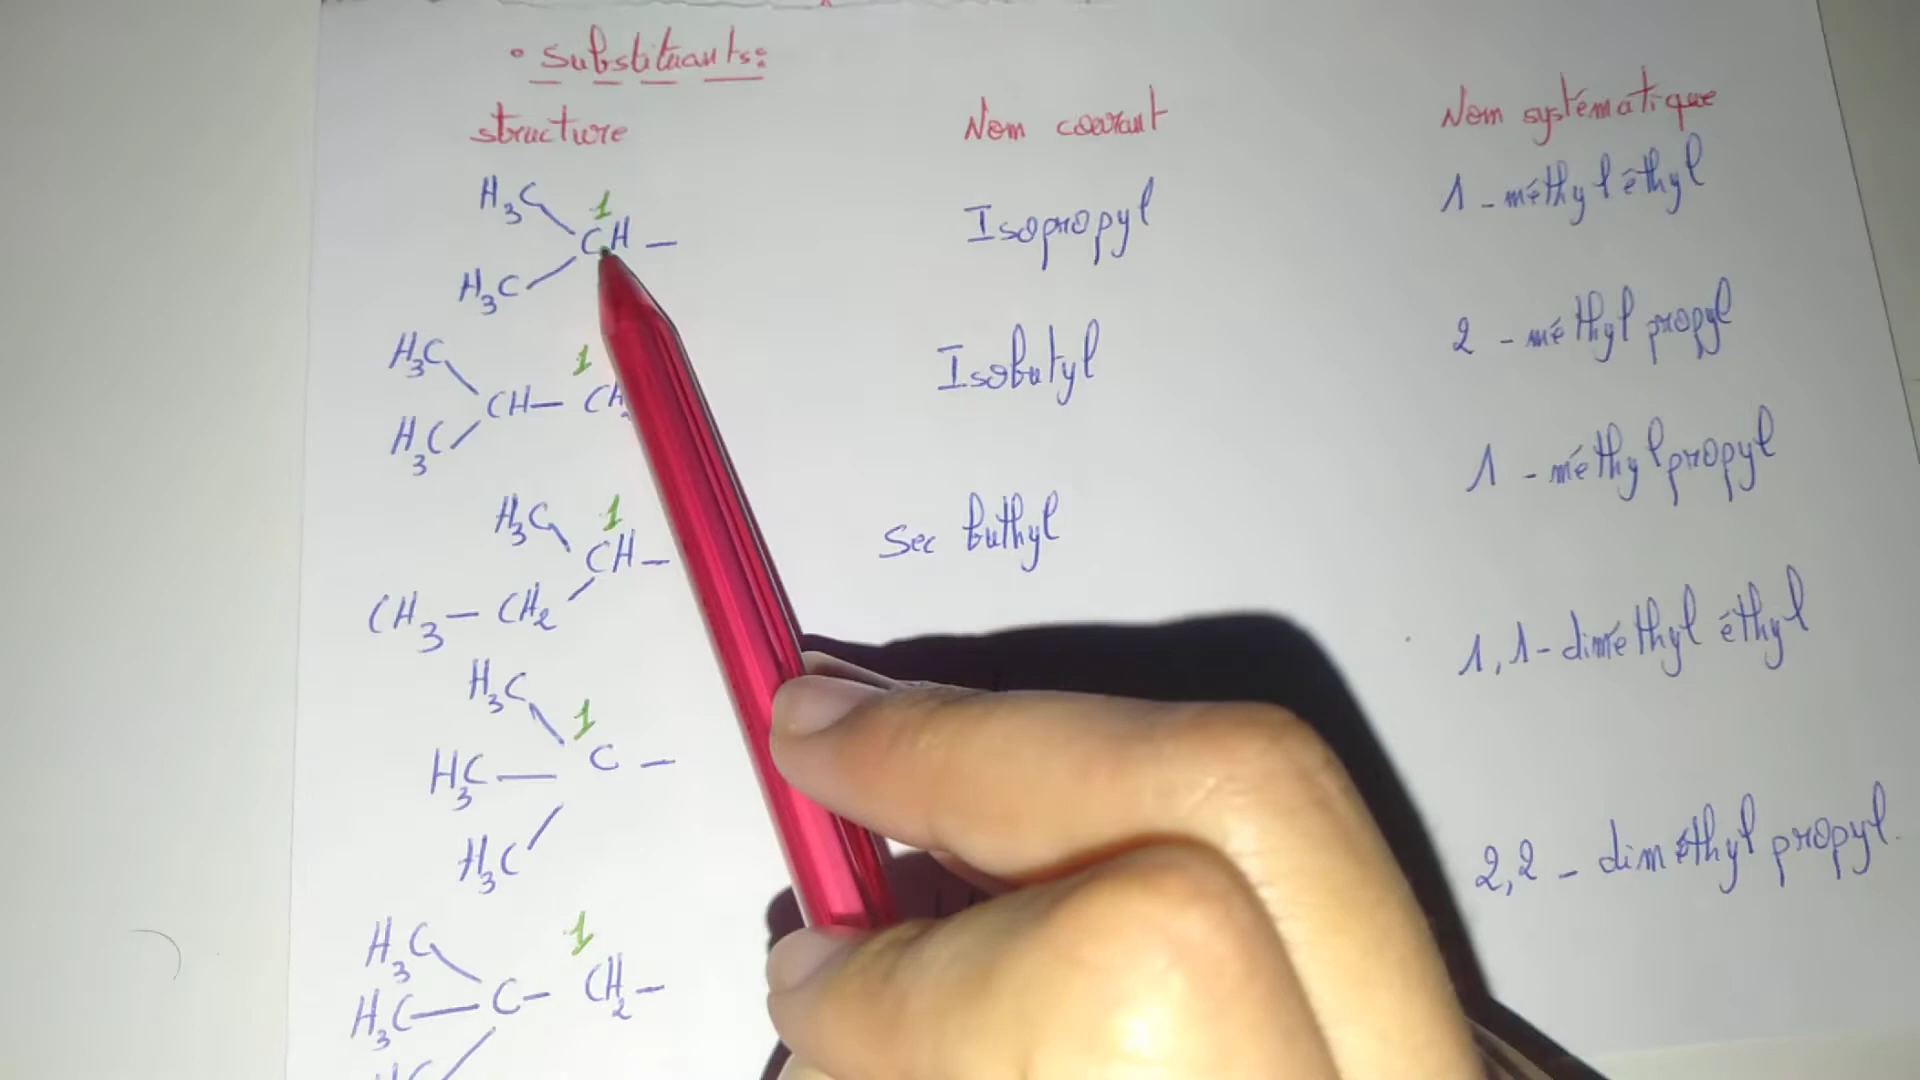 • Substituants:
structure Nom courant Nom systématique
H3C
1
CH —
H3C
Isopropyl 1 - méthyl éthyl
H3C
1
CH — CH
H3C
Isobutyl 2 - méthyl propyl
H3C
1
CH —
CH3 — CH2
Sec buthyl 1 - méthyl propyl
H3C
1
H3C — C —
H3C
1,1 - diméthyl éthyl
H3C
1
H3C — C — CH2 —
2,2 - diméthyl propyl.